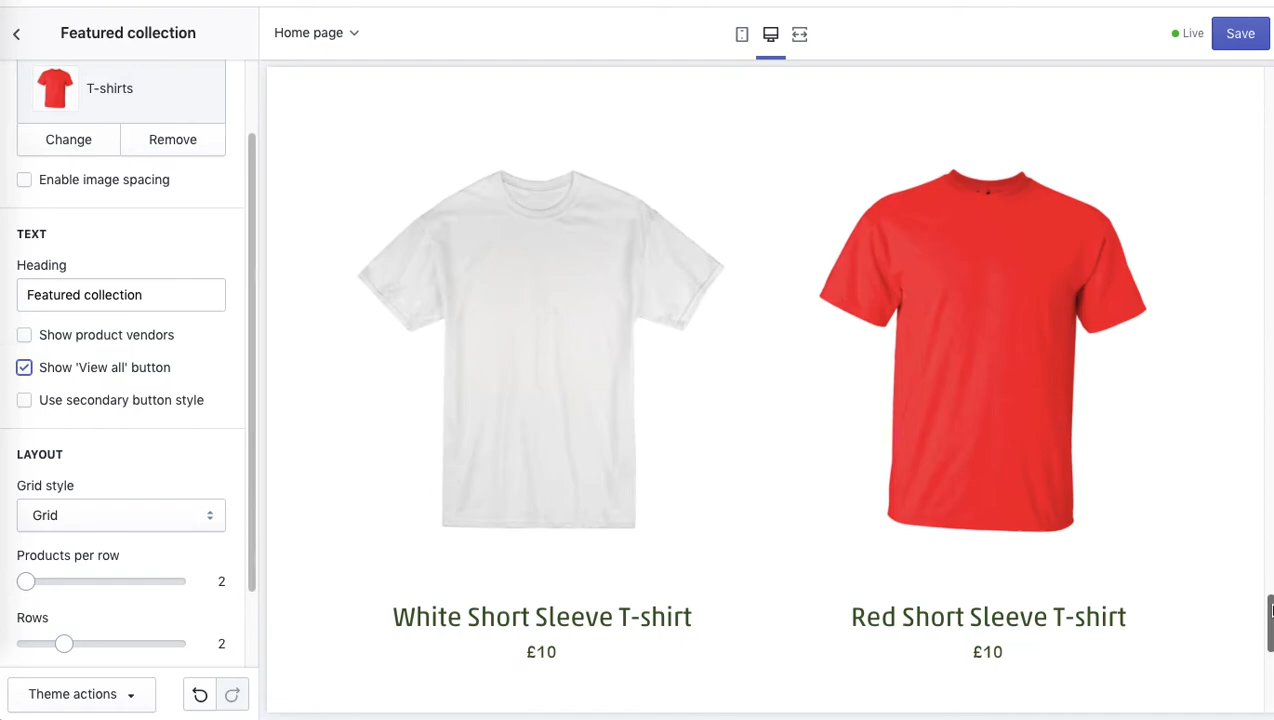 Featured collection
Home page
Live
Save
T-shirts
Change Remove
Enable image spacing
TEXT
Heading
Featured collection
Show product vendors
Show 'View all' button
Use secondary button style
LAYOUT
Grid style
Grid
Products per row
2
Rows
2
Theme actions
White Short Sleeve T-shirt
£10
Red Short Sleeve T-shirt
£10